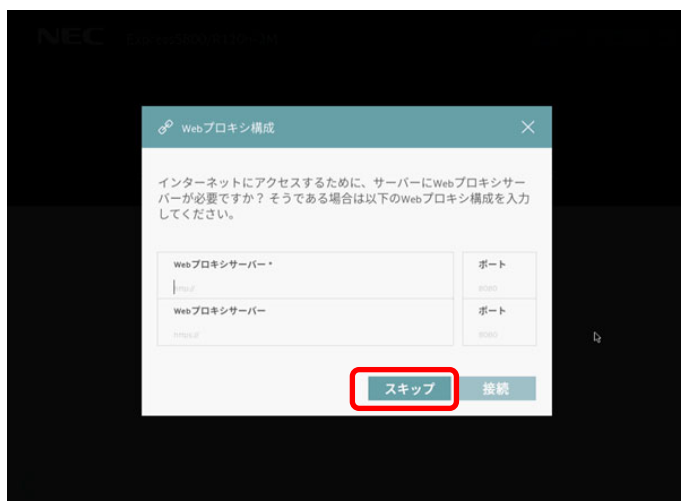 NEC
Webプロキシ構成
インターネットにアクセスするために、サーバーにWebプロキシサー
バーが必要ですか？ そうである場合は以下のWebプロキシ構成を入力
してください。
Webプロキシサーバー * ポート
http:// 8080
Webプロキシサーバー ポート
https:// 8080
スキップ 接続